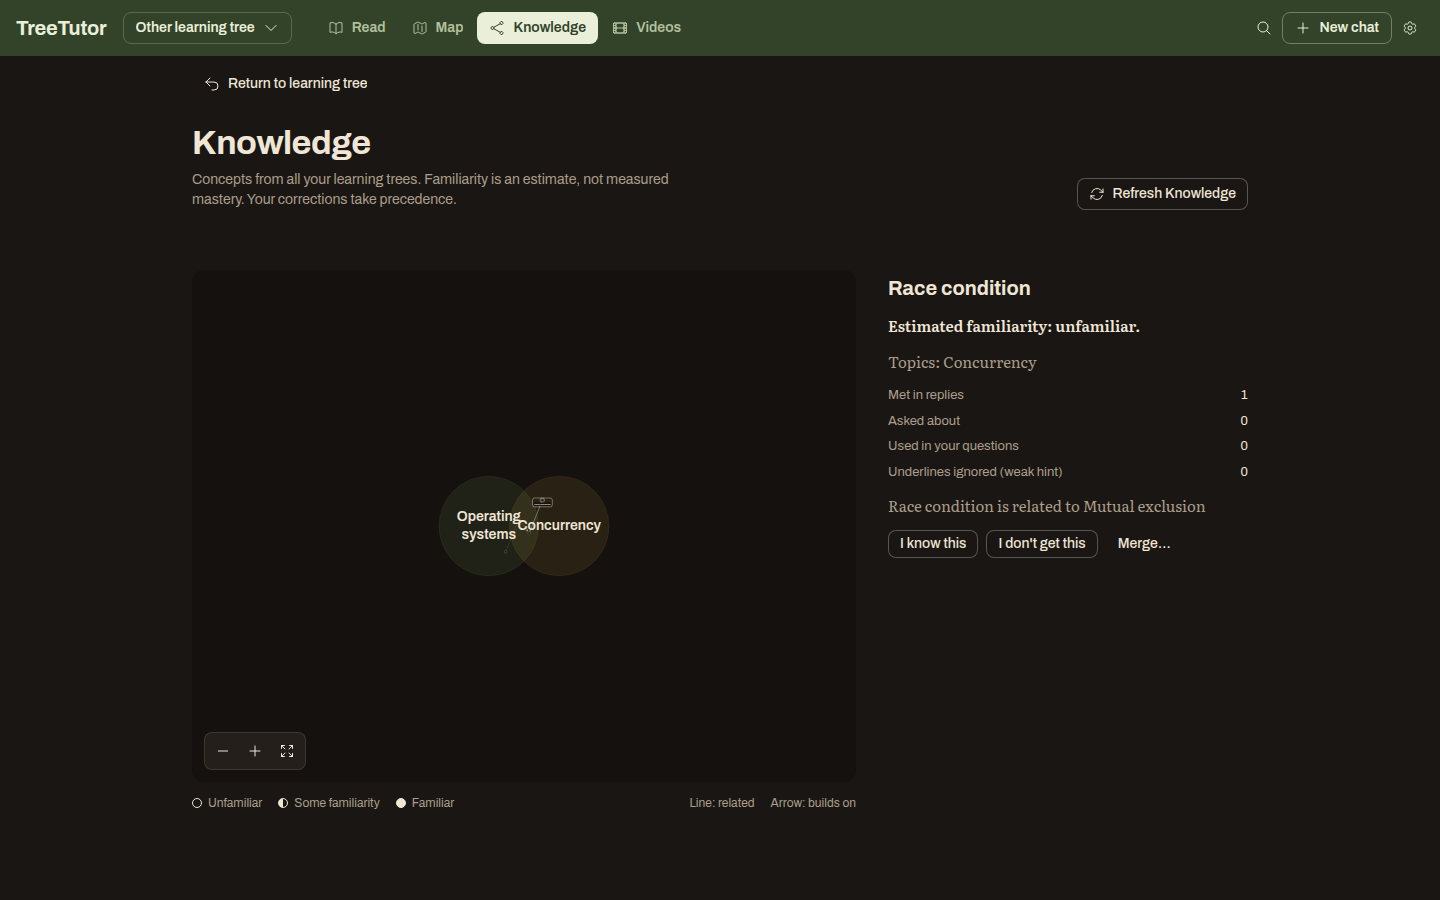 TreeTutor
Other learning tree
Read
Map
Knowledge
Videos
New chat
Return to learning tree
Knowledge
Concepts from all your learning trees. Familiarity is an estimate, not measured
mastery. Your corrections take precedence.
Refresh Knowledge
Operating
systems
Concurrency
Unfamiliar
Some familiarity
Familiar
Line: related
Arrow: builds on
Race condition
Estimated familiarity: unfamiliar.
Topics: Concurrency
Met in replies 1
Asked about 0
Used in your questions 0
Underlines ignored (weak hint) 0
Race condition is related to Mutual exclusion
I know this
I don't get this
Merge...